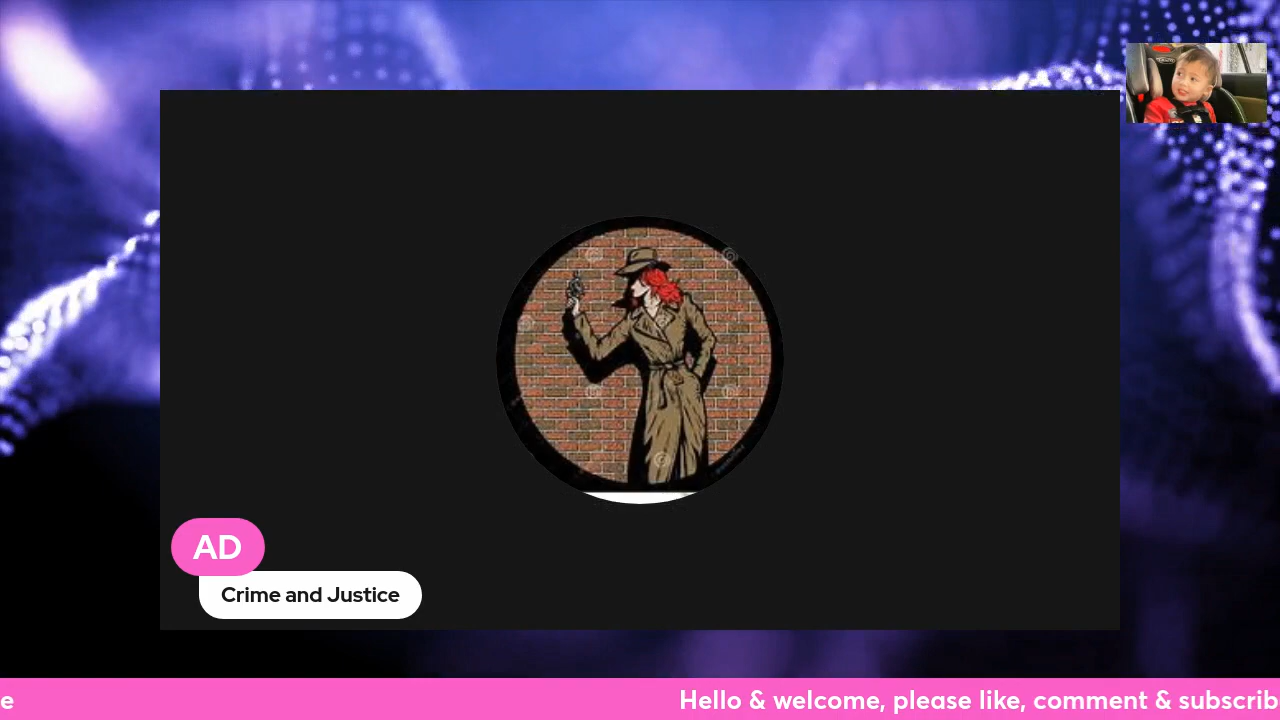 AD
Crime and Justice
e
Hello & welcome, please like, comment & subscrib